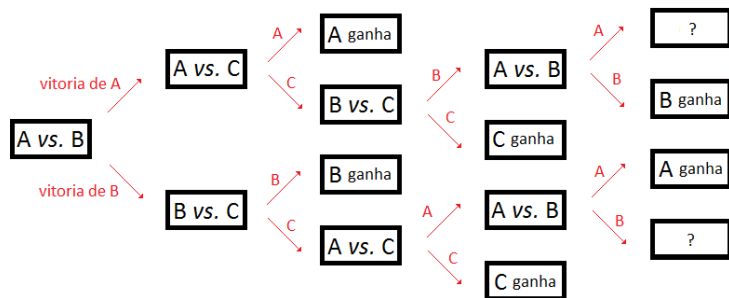 A ? 
A A ganha
vitoria de A A vs. C B A vs. B B
C B vs. C B ganha
A vs. B C C ganha
B B ganha A A ganha
vitoria de B B vs. C A A vs. B B
C A vs. C ?
C C ganha